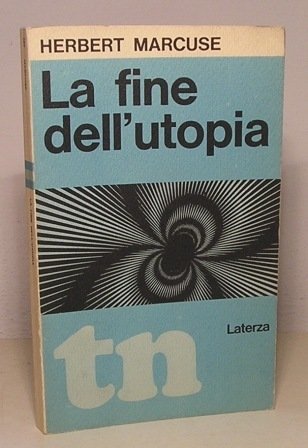 HERBERT MARCUSE
La fine
dell'utopia
Laterza
tn